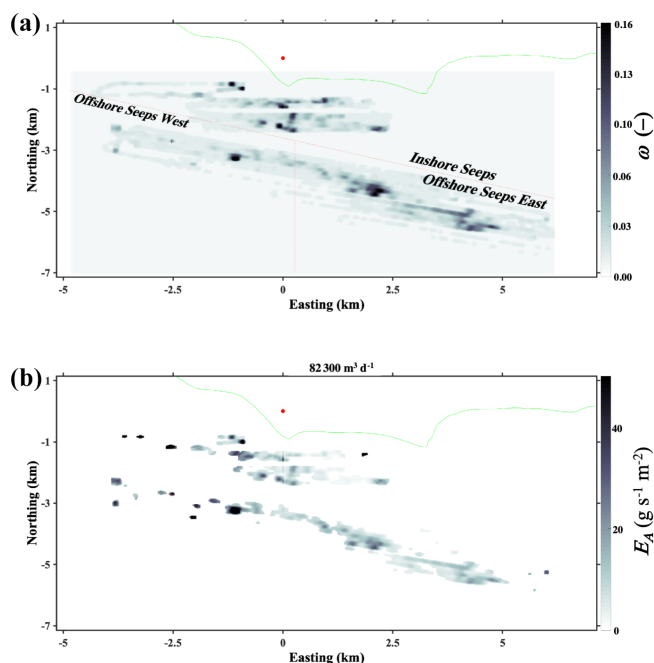 (a)
0.16
0.13
0.09
0.06
0.03
0.00
ω (–)
1
-1
-3
-5
-7
Northing (km)
Offshore Seeps West
Inshore Seeps
Offshore Seeps East
-5
-2.5
0
2.5
5
Easting (km)
(b)
82 300 m³ d⁻¹
1
-1
-3
-5
-7
Northing (km)
40
20
0
E_A (g s⁻¹ m⁻²)
-5
-2.5
0
2.5
5
Easting (km)